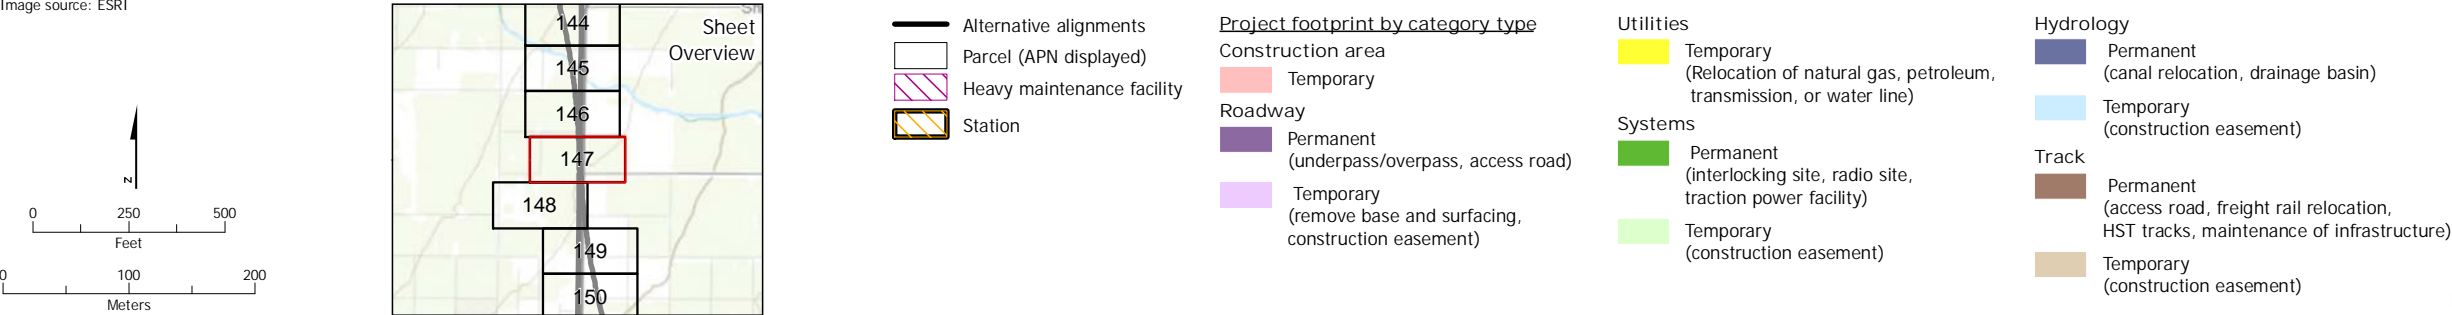 Image source: ESRI
N
0 250 500
Feet
0 100 200
Meters
Sheet
Overview
144
145
146
147
148
149
150
Alternative alignments
Parcel (APN displayed)
Heavy maintenance facility
Station
Project footprint by category type
Construction area
Temporary
Roadway
Permanent
(underpass/overpass, access road)
Temporary
(remove base and surfacing,
construction easement)
Utilities
Temporary
(Relocation of natural gas, petroleum,
transmission, or water line)
Systems
Permanent
(interlocking site, radio site,
traction power facility)
Temporary
(construction easement)
Hydrology
Permanent
(canal relocation, drainage basin)
Temporary
(construction easement)
Track
Permanent
(access road, freight rail relocation,
HST tracks, maintenance of infrastructure)
Temporary
(construction easement)